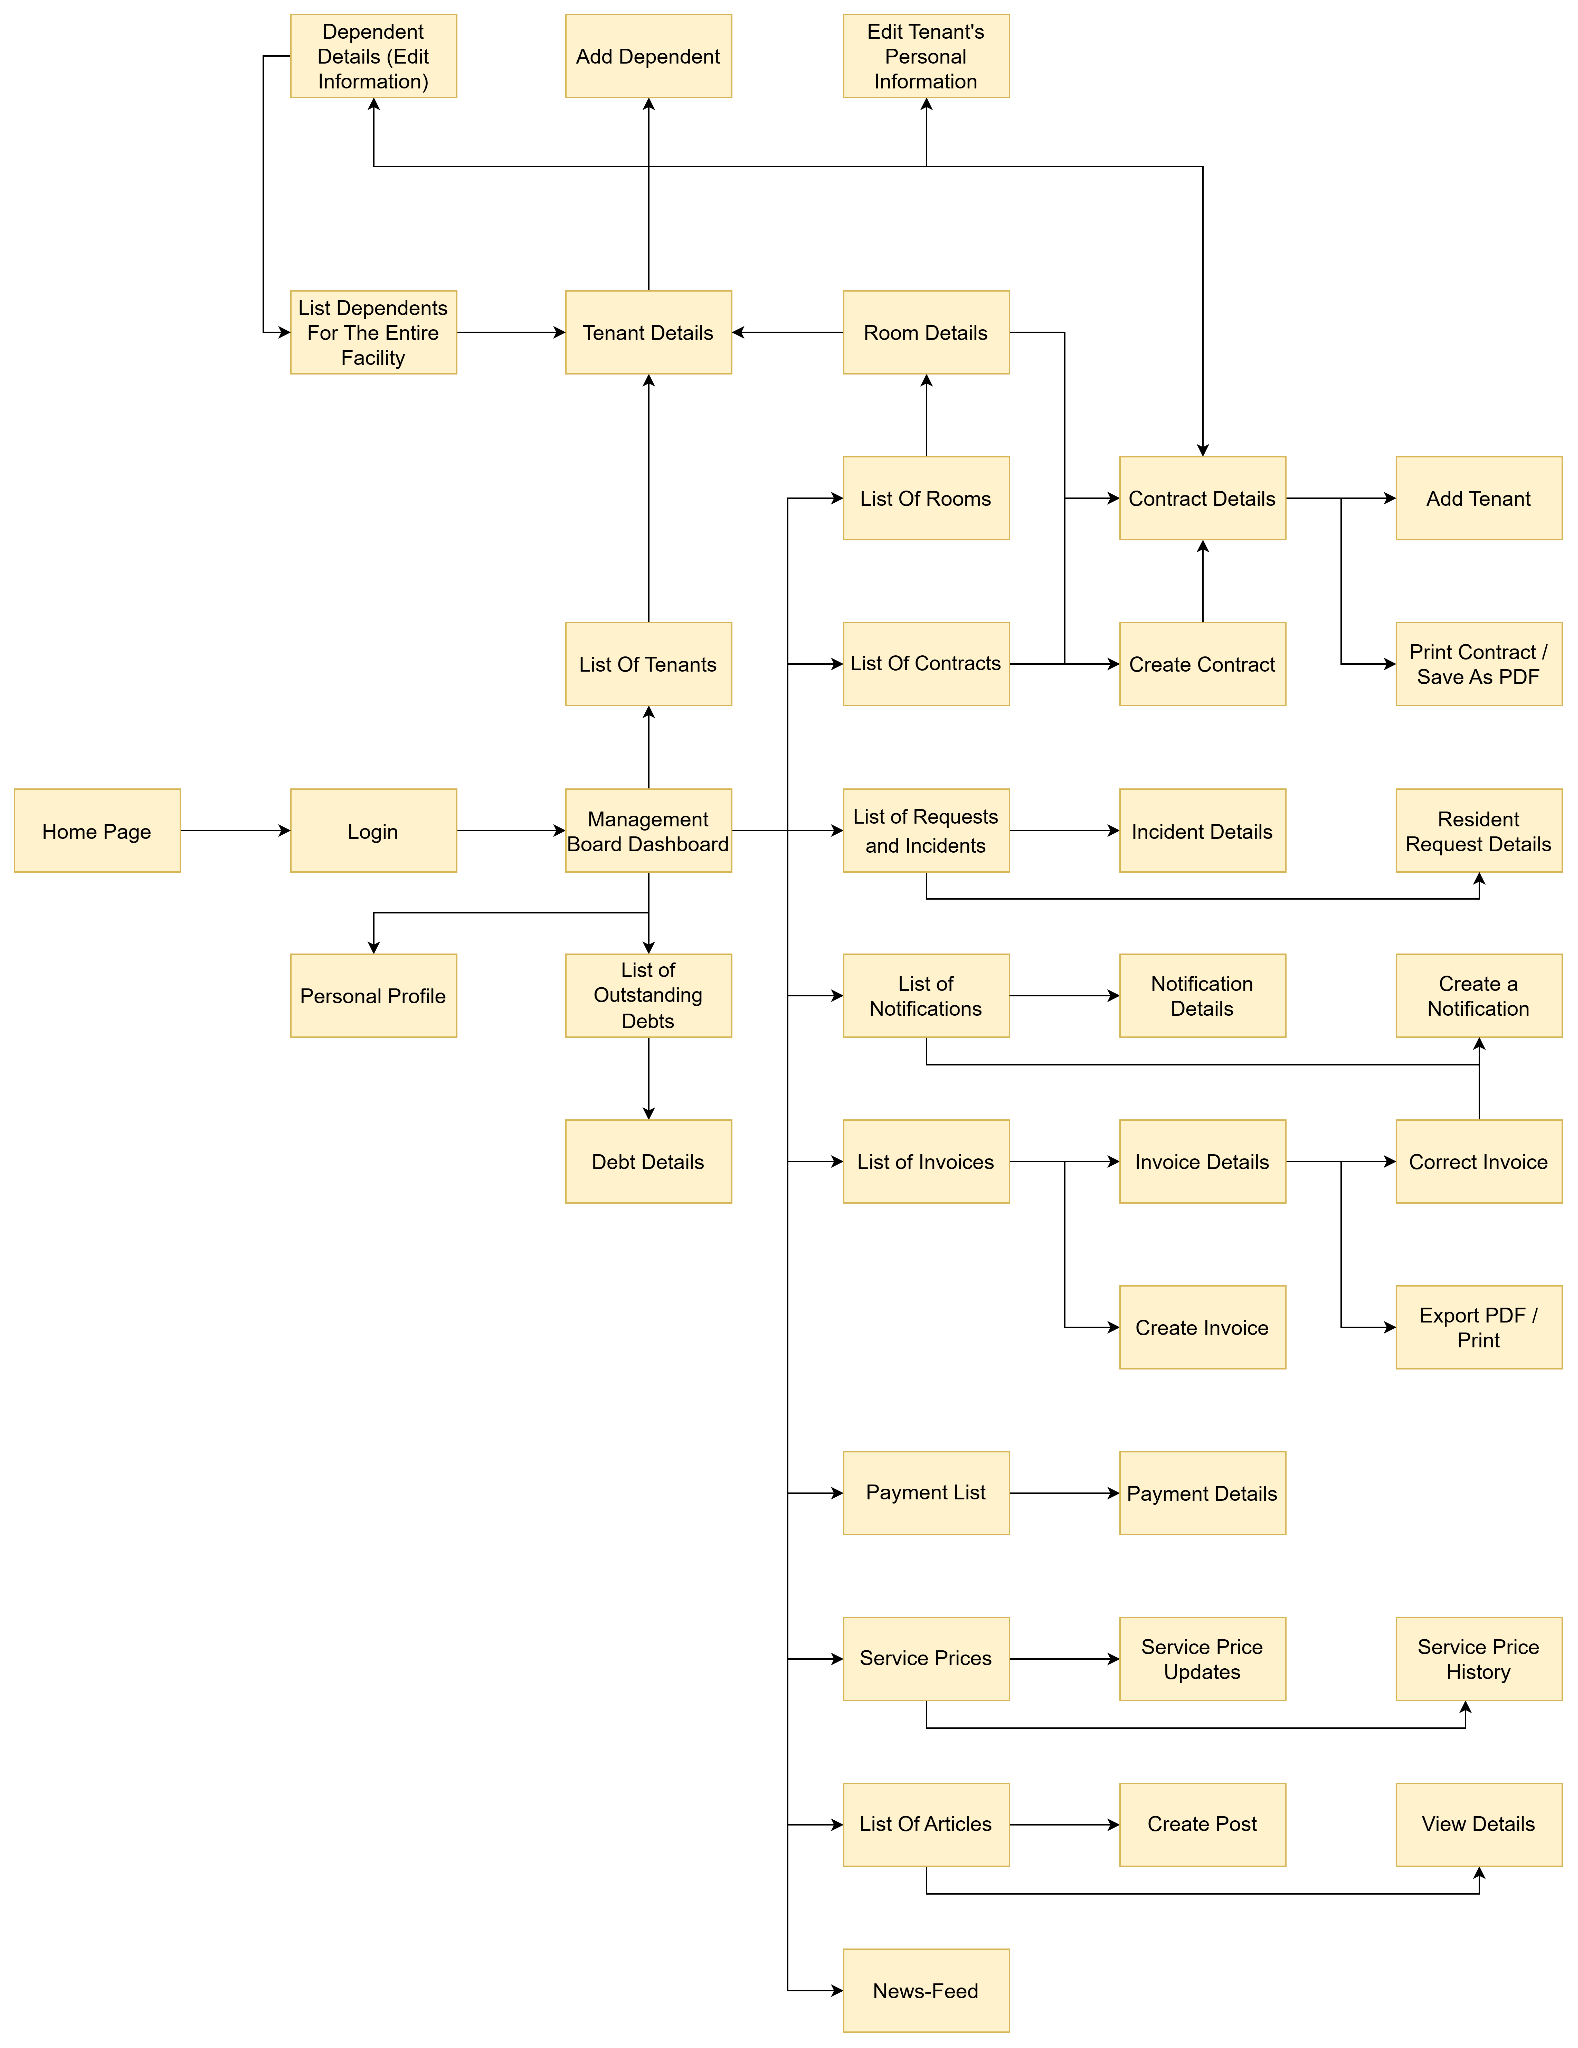 Dependent
Details (Edit
Information)
Add Dependent
Edit Tenant's
Personal
Information
List Dependents
For The Entire
Facility
Tenant Details
Room Details
List Of Rooms
Contract Details
Add Tenant
List Of Tenants
List Of Contracts
Create Contract
Print Contract /
Save As PDF
Home Page
Login
Management
Board Dashboard
List of Requests
and Incidents
Incident Details
Resident
Request Details
Personal Profile
List of
Outstanding
Debts
List of
Notifications
Notification
Details
Create a
Notification
Debt Details
List of Invoices
Invoice Details
Correct Invoice
Create Invoice
Export PDF /
Print
Payment List
Payment Details
Service Prices
Service Price
Updates
Service Price
History
List Of Articles
Create Post
View Details
News-Feed